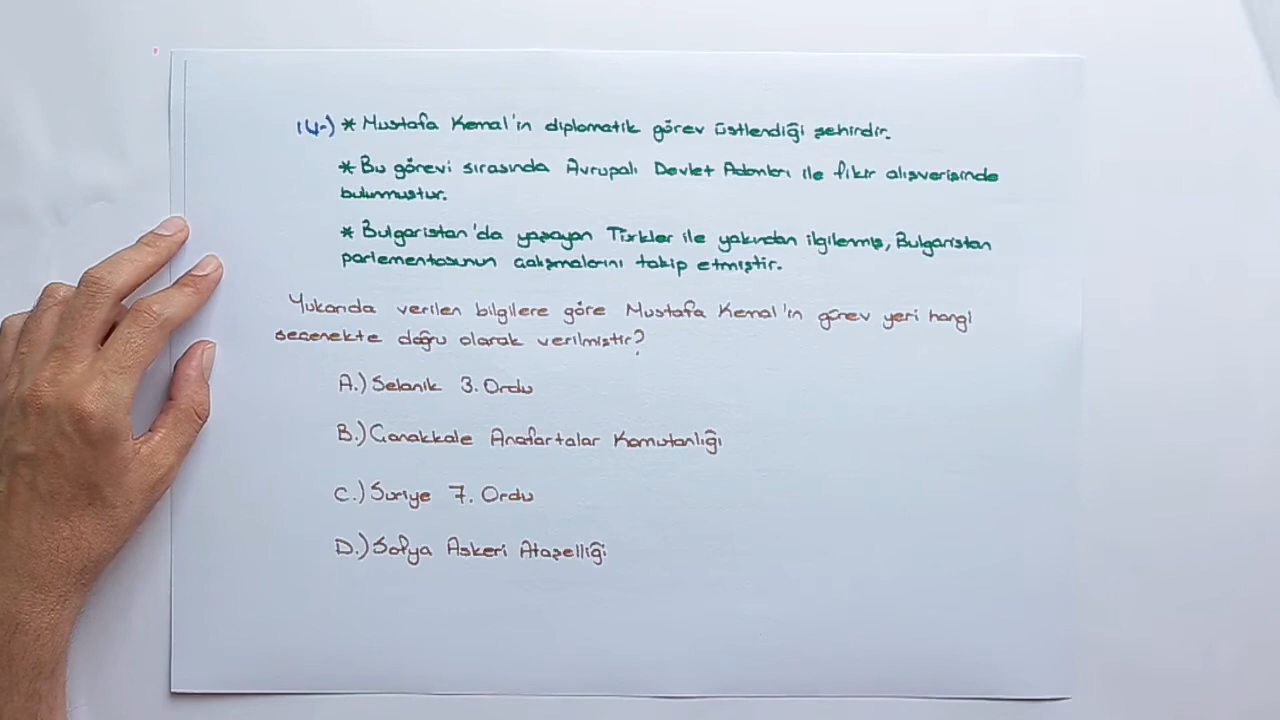 14-) * Mustafa Kemal'in diplomatik görev üstlendiği şehirdir.
* Bu görevi sırasında Avrupalı Devlet Adamları ile fikir alışverişinde
bulunmuştur.
* Bulgaristan'da yaşayan Türkler ile yakından ilgilenmiş, Bulgaristan
parlementosunun çalışmalarını takip etmiştir.
Yukarıda verilen bilgilere göre Mustafa Kemal'in görev yeri hangi
seçenekte doğru olarak verilmiştir?
A.) Selanik 3. Ordu
B.) Çanakkale Anafartalar Komutanlığı
C.) Suriye 7. Ordu
D.) Sofya Askeri Ataşelliği